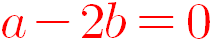 a − 2b = 0